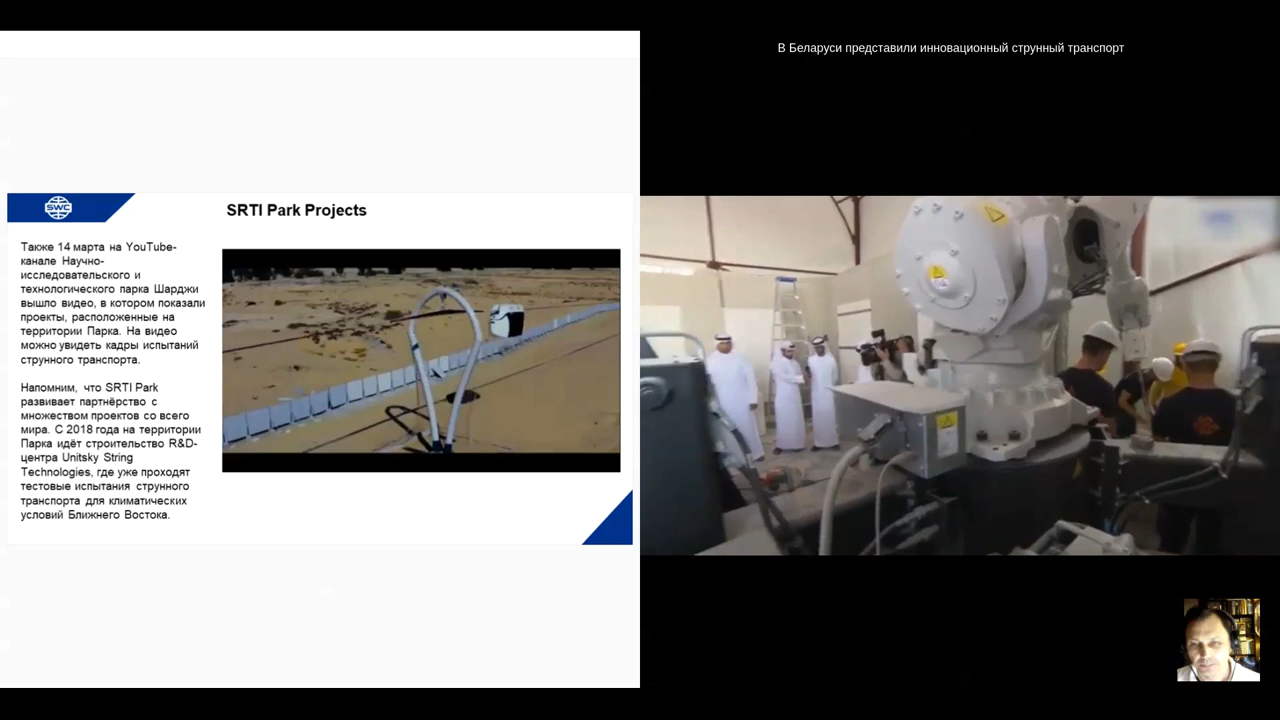 В Беларуси представили инновационный струнный транспорт
SWC
SRTI Park Projects
Также 14 марта на YouTube-
канале Научно-
исследовательского и
технологического парка Шарджи
вышло видео, в котором показали
проекты, расположенные на
территории Парка. На видео
можно увидеть кадры испытаний
струнного транспорта.
Напомним, что SRTI Park
развивает партнёрство с
множеством проектов со всего
мира. С 2018 года на территории
Парка идёт строительство R&D-
центра Unitsky String
Technologies, где уже проходят
тестовые испытания струнного
транспорта для климатических
условий Ближнего Востока.